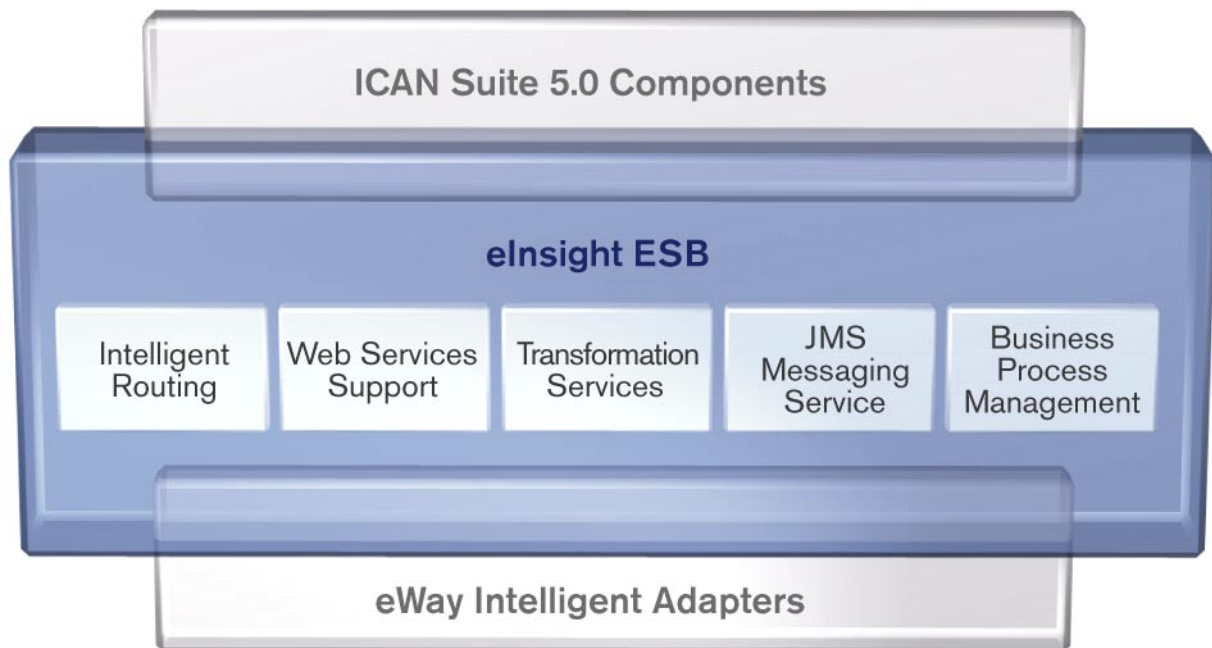 ICAN Suite 5.0 Components
eInsight ESB
Intelligent
Routing
Web Services
Support
Transformation
Services
JMS
Messaging
Service
Business
Process
Management
eWay Intelligent Adapters